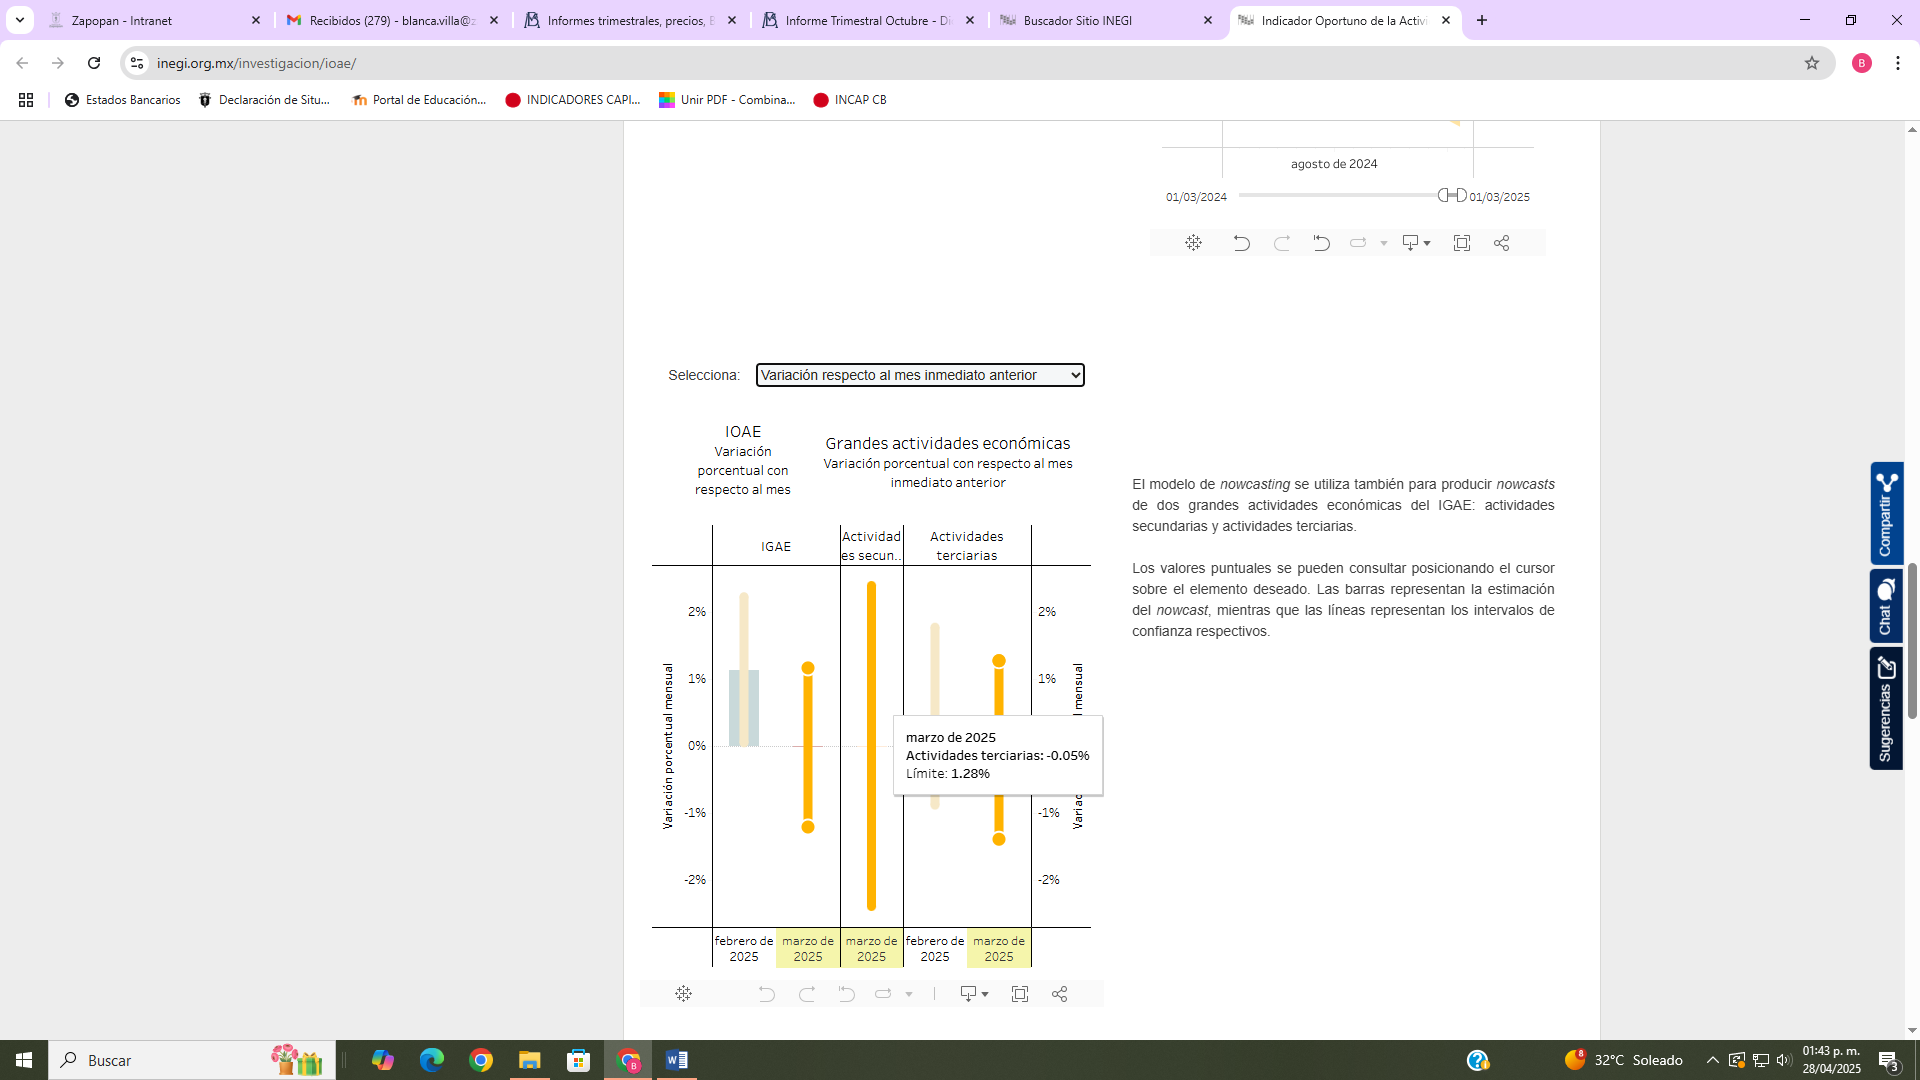 Zapopan - Intranet
Recibidos (279) - blanca.villa@z
Informes trimestrales, precios, B
Informe Trimestral Octubre - Di
Buscador Sitio INEGI
Indicador Oportuno de la Activi
inegi.org.mx/investigacion/ioae/
B
Estados Bancarios
Declaración de Situ...
Portal de Educación...
INDICADORES CAPI...
Unir PDF - Combina...
INCAP CB
agosto de 2024
01/03/2024
01/03/2025
Selecciona:
Variación respecto al mes inmediato anterior
IOAE
Variación
porcentual con
respecto al mes
Grandes actividades económicas
Variación porcentual con respecto al mes
inmediato anterior
IGAE
Actividad
es secun..
Actividades
terciarias
Variación porcentual mensual
2%
1%
0%
-1%
-2%
2%
1%
-1%
-2%
marzo de 2025
Actividades terciarias: -0.05%
Límite: 1.28%
febrero de
2025
marzo de
2025
marzo de
2025
febrero de
2025
marzo de
2025
El modelo de nowcasting se utiliza también para producir nowcasts
de dos grandes actividades económicas del IGAE: actividades
secundarias y actividades terciarias.
Los valores puntuales se pueden consultar posicionando el cursor
sobre el elemento deseado. Las barras representan la estimación
del nowcast, mientras que las líneas representan los intervalos de
confianza respectivos.
Compartir
Chat
Sugerencias
Buscar
B
8
32°C Soleado
01:43 p. m.
28/04/2025
3